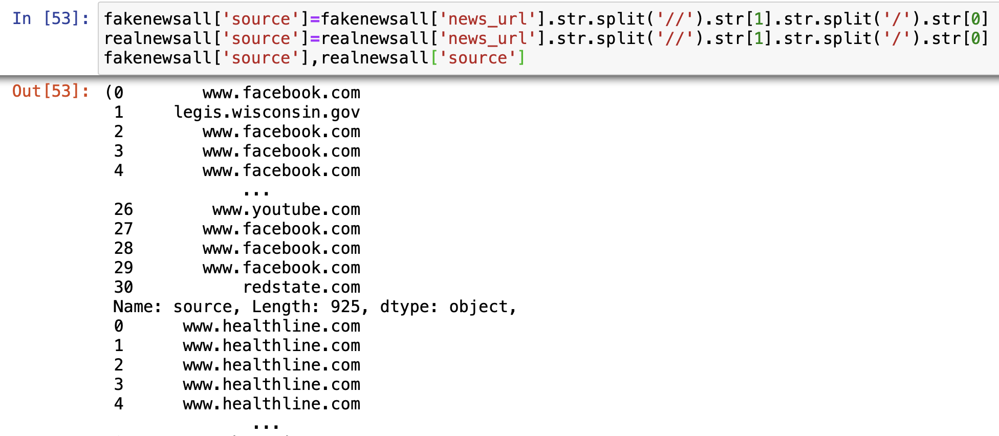 In [53]: fakenewsall['source']=fakenewsall['news_url'].str.split('//').str[1].str.split('/').str[0]
realnewsall['source']=realnewsall['news_url'].str.split('//').str[1].str.split('/').str[0]
fakenewsall['source'],realnewsall['source']
Out[53]: (0 www.facebook.com
1 legis.wisconsin.gov
2 www.facebook.com
3 www.facebook.com
4 www.facebook.com
...
26 www.youtube.com
27 www.facebook.com
28 www.facebook.com
29 www.facebook.com
30 redstate.com
Name: source, Length: 925, dtype: object,
0 www.healthline.com
1 www.healthline.com
2 www.healthline.com
3 www.healthline.com
4 www.healthline.com
...